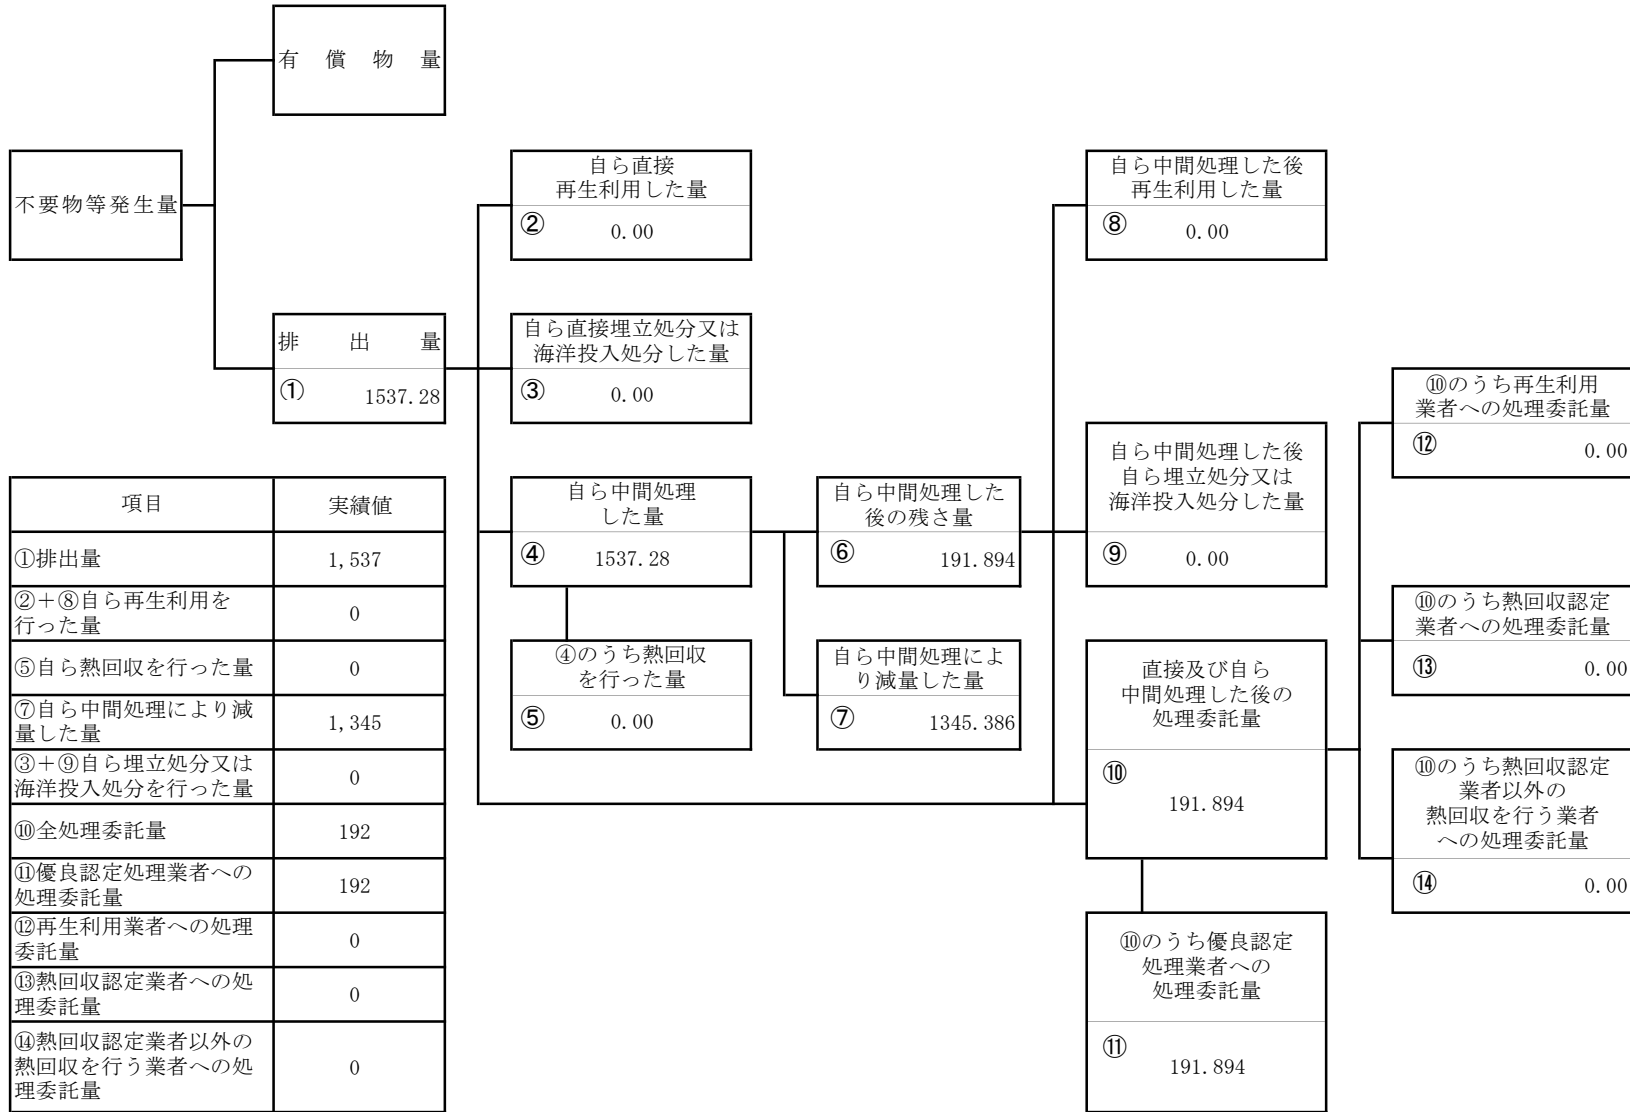 有償物量
不要物等発生量
排出量
① 1537.28
自ら直接
再生利用した量
② 0.00
自ら直接埋立処分又は
海洋投入処分した量
③ 0.00
自ら中間処理
した量
④ 1537.28
④のうち熱回収
を行った量
⑤ 0.00
自ら中間処理した
後の残さ量
⑥ 191.894
自ら中間処理によ
り減量した量
⑦ 1345.386
自ら中間処理した後
再生利用した量
⑧ 0.00
自ら中間処理した後
自ら埋立処分又は
海洋投入処分した量
⑨ 0.00
直接及び自ら
中間処理した後の
処理委託量
⑩
191.894
⑩のうち優良認定
処理業者への
処理委託量
⑪
191.894
⑩のうち再生利用
業者への処理委託量
⑫ 0.00
⑩のうち熱回収認定
業者への処理委託量
⑬ 0.00
⑩のうち熱回収認定
業者以外の
熱回収を行う業者
への処理委託量
⑭ 0.00
項目 実績値
①排出量 1,537
②+⑧自ら再生利用を
行った量 0
⑤自ら熱回収を行った量 0
⑦自ら中間処理により減
量した量 1,345
③+⑨自ら埋立処分又は
海洋投入処分を行った量 0
⑩全処理委託量 192
⑪優良認定処理業者への
処理委託量 192
⑫再生利用業者への処理
委託量 0
⑬熱回収認定業者への処
理委託量 0
⑭熱回収認定業者以外の
熱回収を行う業者への処
理委託量 0